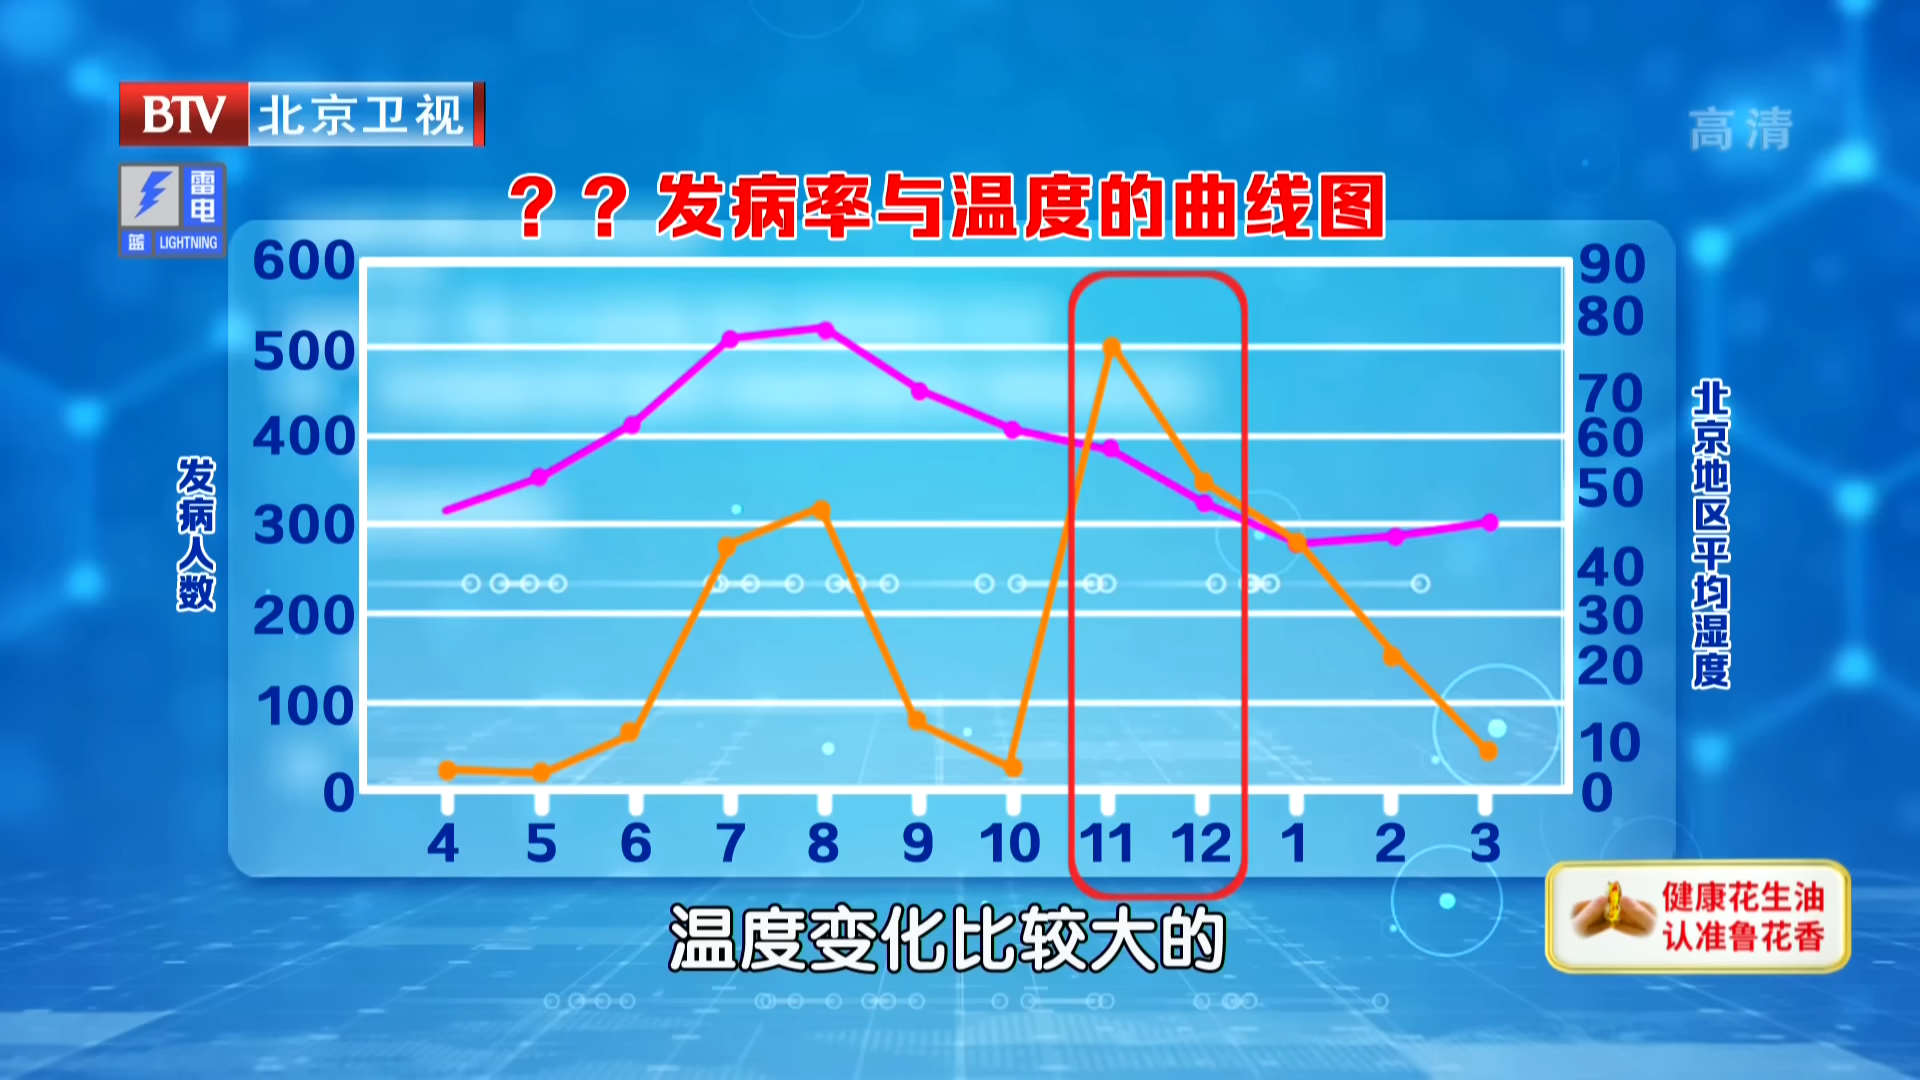 BTV 北京卫视
高清
雷电
蓝 LIGHTNING
？？发病率与温度的曲线图
600
500
400
300
200
100
0
发病人数
90
80
70
60
50
40
30
20
10
0
北京地区平均湿度
4 5 6 7 8 9 10 11 12 1 2 3
温度变化比较大的
健康花生油
认准鲁花香